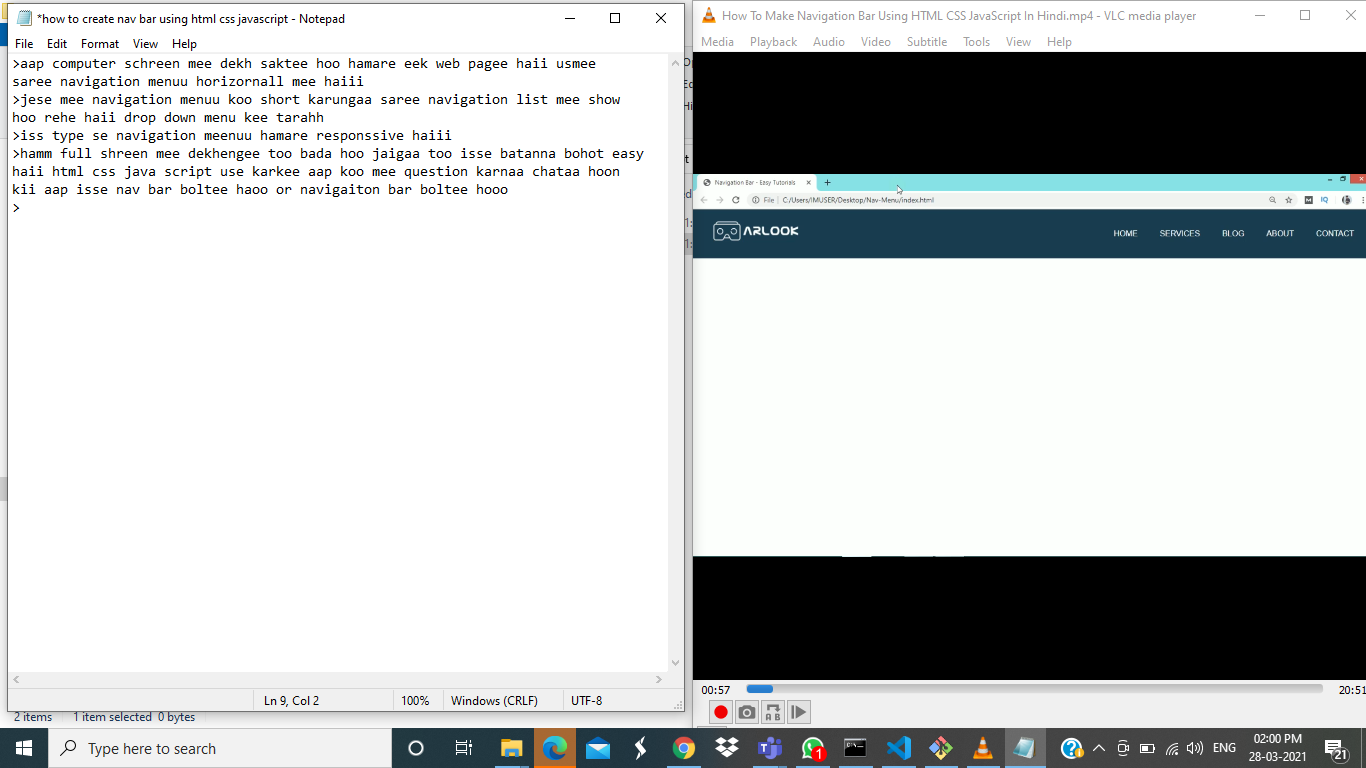 *how to create nav bar using html css javascript - Notepad
File Edit Format View Help
>aap computer schreen mee dekh saktee hoo hamare eek web pagee haii usmee
saree navigation menuu horizornall mee haiii
>jese mee navigation menuu koo short karungaa saree navigation list mee show
hoo rehe haii drop down menu kee tarahh
>iss type se navigation meenuu hamare responssive haiii
>hamm full shreen mee dekhengee too bada hoo jaigaa too isse batanna bohot easy
haii html css java script use karkee aap koo mee question karnaa chataa hoon
kii aap isse nav bar boltee haoo or navigaiton bar boltee hooo
>
Ln 9, Col 2 100% Windows (CRLF) UTF-8
2 items 1 item selected 0 bytes
How To Make Navigation Bar Using HTML CSS JavaScript In Hindi.mp4 - VLC media player
Media Playback Audio Video Subtitle Tools View Help
Navigation Bar - Easy Tutorials
File C:/Users/IMUSER/Desktop/Nav-Menu/index.html
ARLOOK HOME SERVICES BLOG ABOUT CONTACT
00:57 20:51
A B
Type here to search
1
ENG
02:00 PM
28-03-2021
21